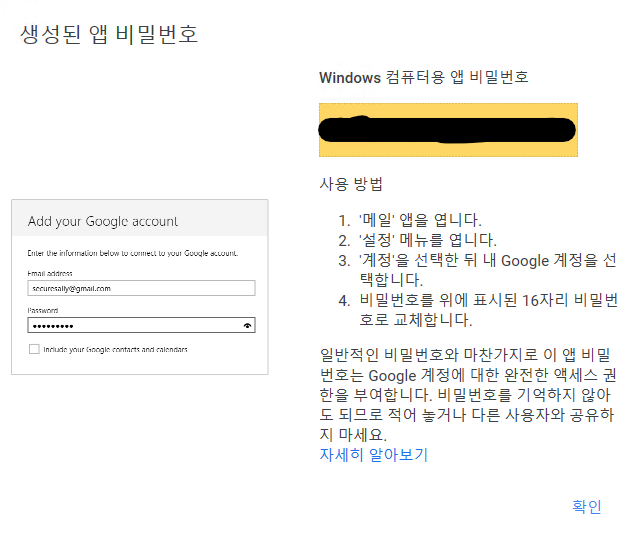 생성된 앱 비밀번호
Windows 컴퓨터용 앱 비밀번호
사용 방법
1. '메일' 앱을 엽니다.
2. '설정' 메뉴를 엽니다.
3. '계정'을 선택한 뒤 내 Google 계정을 선
택합니다.
4. 비밀번호를 위에 표시된 16자리 비밀번
호로 교체합니다.
일반적인 비밀번호와 마찬가지로 이 앱 비밀
번호는 Google 계정에 대한 완전한 액세스 권
한을 부여합니다. 비밀번호를 기억하지 않아
도 되므로 적어 놓거나 다른 사용자와 공유하
지 마세요.
자세히 알아보기
Add your Google account
Enter the information below to connect to your Google account.
Email address
securesally@gmail.com
Password
●●●●●●●●●
Include your Google contacts and calendars
확인